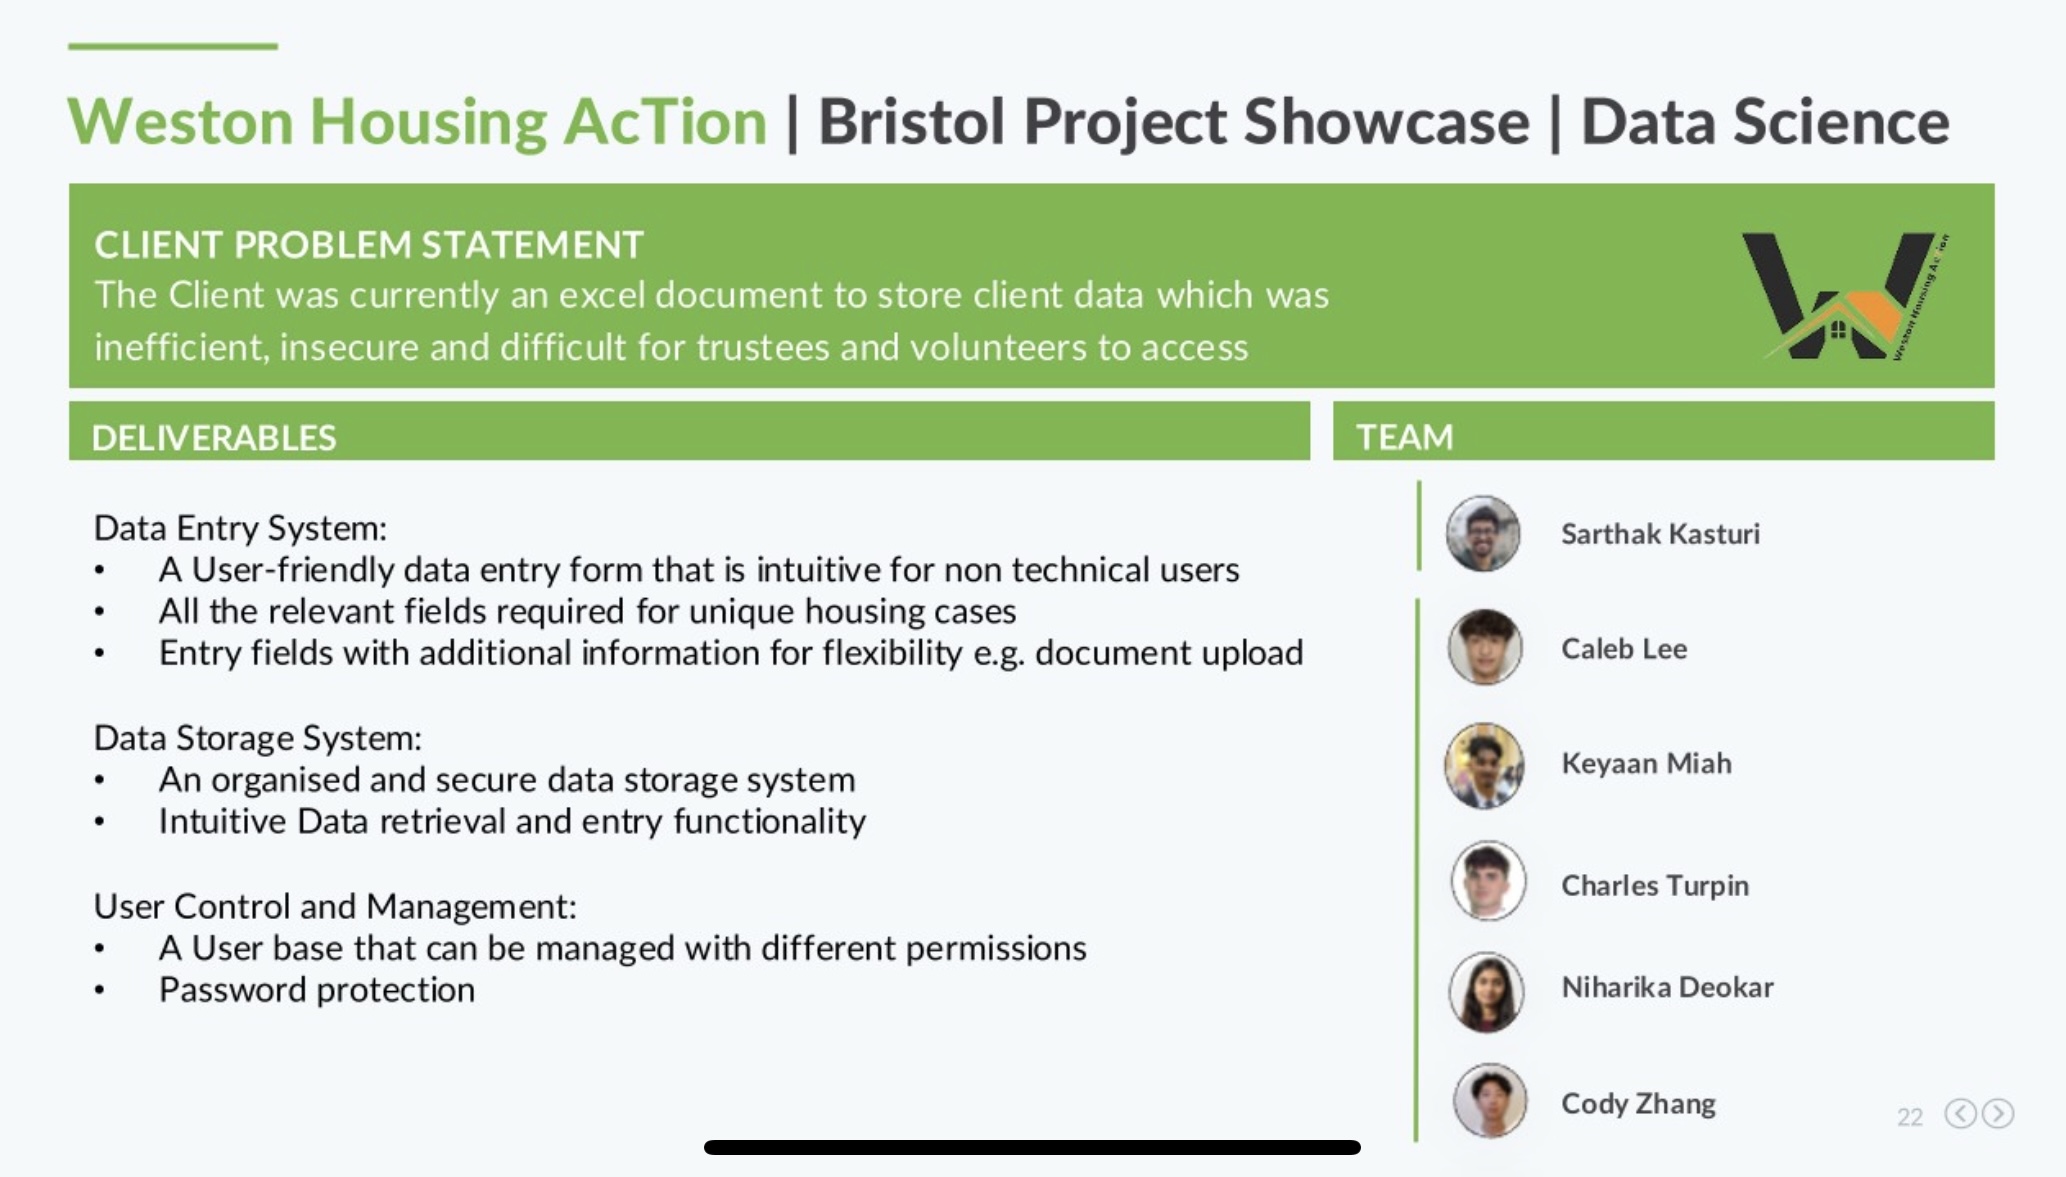 Weston Housing AcTion | Bristol Project Showcase | Data Science
CLIENT PROBLEM STATEMENT
The Client was currently an excel document to store client data which was
inefficient, insecure and difficult for trustees and volunteers to access
Weston Housing Action
DELIVERABLES
Data Entry System:
• A User-friendly data entry form that is intuitive for non technical users
• All the relevant fields required for unique housing cases
• Entry fields with additional information for flexibility e.g. document upload
Data Storage System:
• An organised and secure data storage system
• Intuitive Data retrieval and entry functionality
User Control and Management:
• A User base that can be managed with different permissions
• Password protection
TEAM
Sarthak Kasturi
Caleb Lee
Keyaan Miah
Charles Turpin
Niharika Deokar
Cody Zhang
22